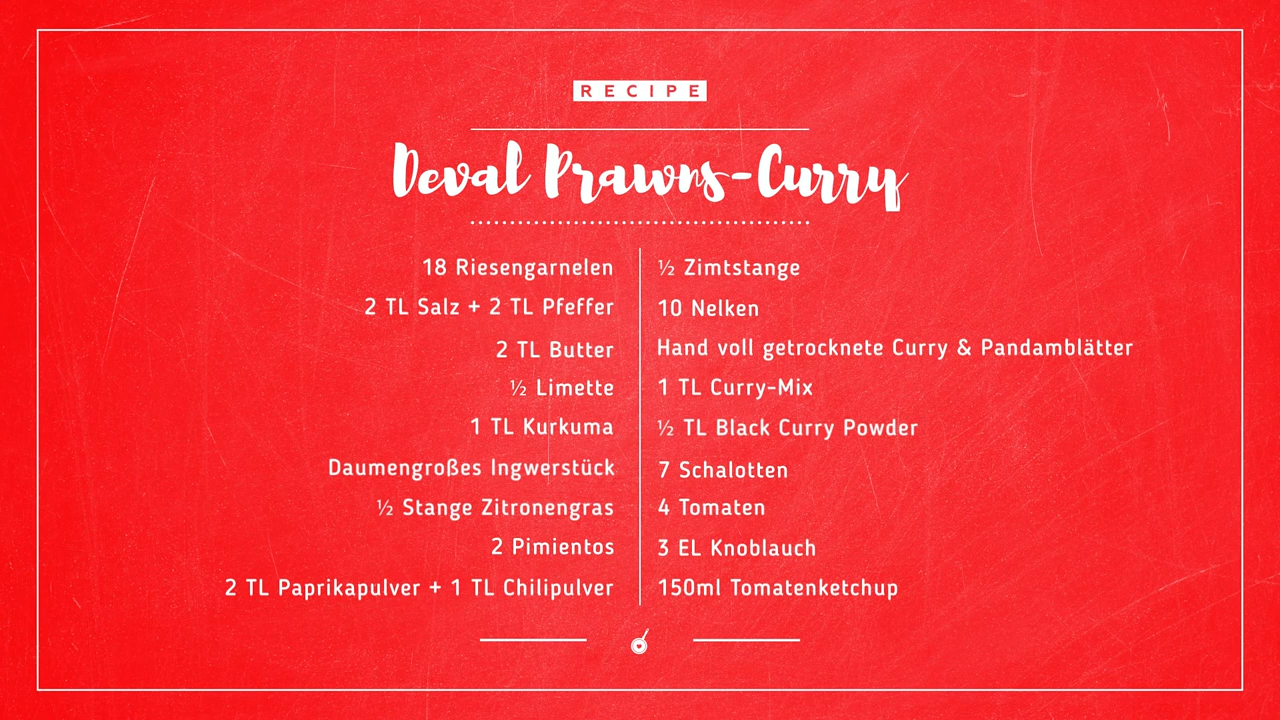 RECIPE
Deval Prawns-Curry
18 Riesengarnelen
2 TL Salz + 2 TL Pfeffer
2 TL Butter
½ Limette
1 TL Kurkuma
Daumengroßes Ingwerstück
½ Stange Zitronengras
2 Pimientos
2 TL Paprikapulver + 1 TL Chilipulver
½ Zimtstange
10 Nelken
Hand voll getrocknete Curry & Pandamblätter
1 TL Curry-Mix
½ TL Black Curry Powder
7 Schalotten
4 Tomaten
3 EL Knoblauch
150ml Tomatenketchup